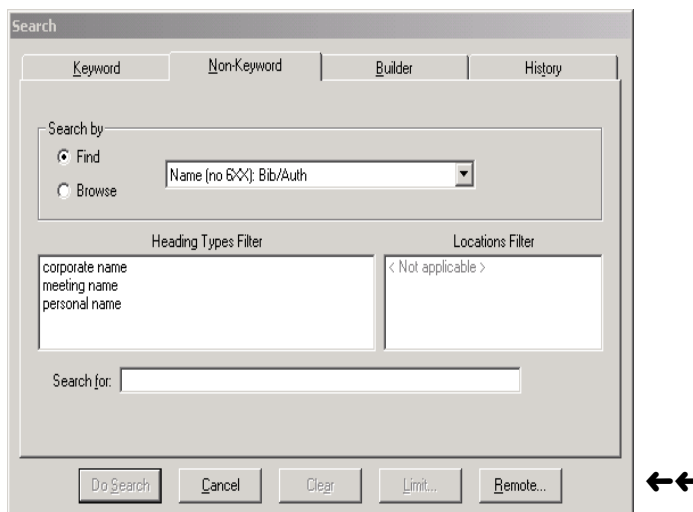 Search
Keyword Non-Keyword Builder History
Search by
Find
Name (no 6XX): Bib/Auth
Browse
Heading Types Filter Locations Filter
corporate name < Not applicable >
meeting name
personal name
Search for:
Do Search Cancel Clear Limit... Remote...